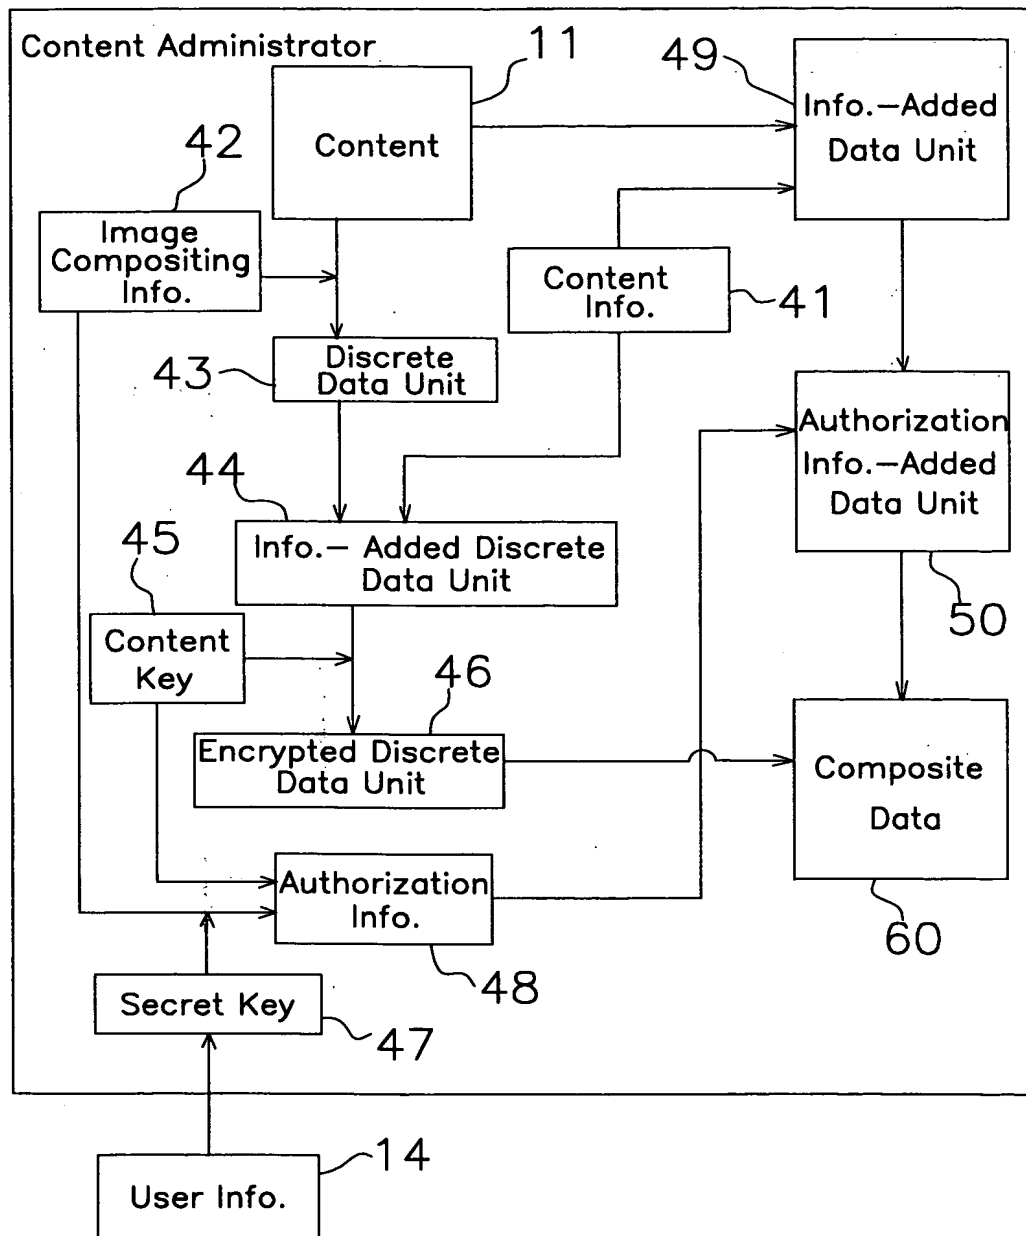 Content Administrator
11
49
Content
Info.-Added
Data Unit
42
Image
Compositing
Info.
Content
Info.
41
43
Discrete
Data Unit
Authorization
Info.-Added
Data Unit
44
Info.- Added Discrete
Data Unit
45
50
Content
Key
46
Encrypted Discrete
Data Unit
Composite
Data
Authorization
Info.
60
48
Secret Key
47
14
User Info.